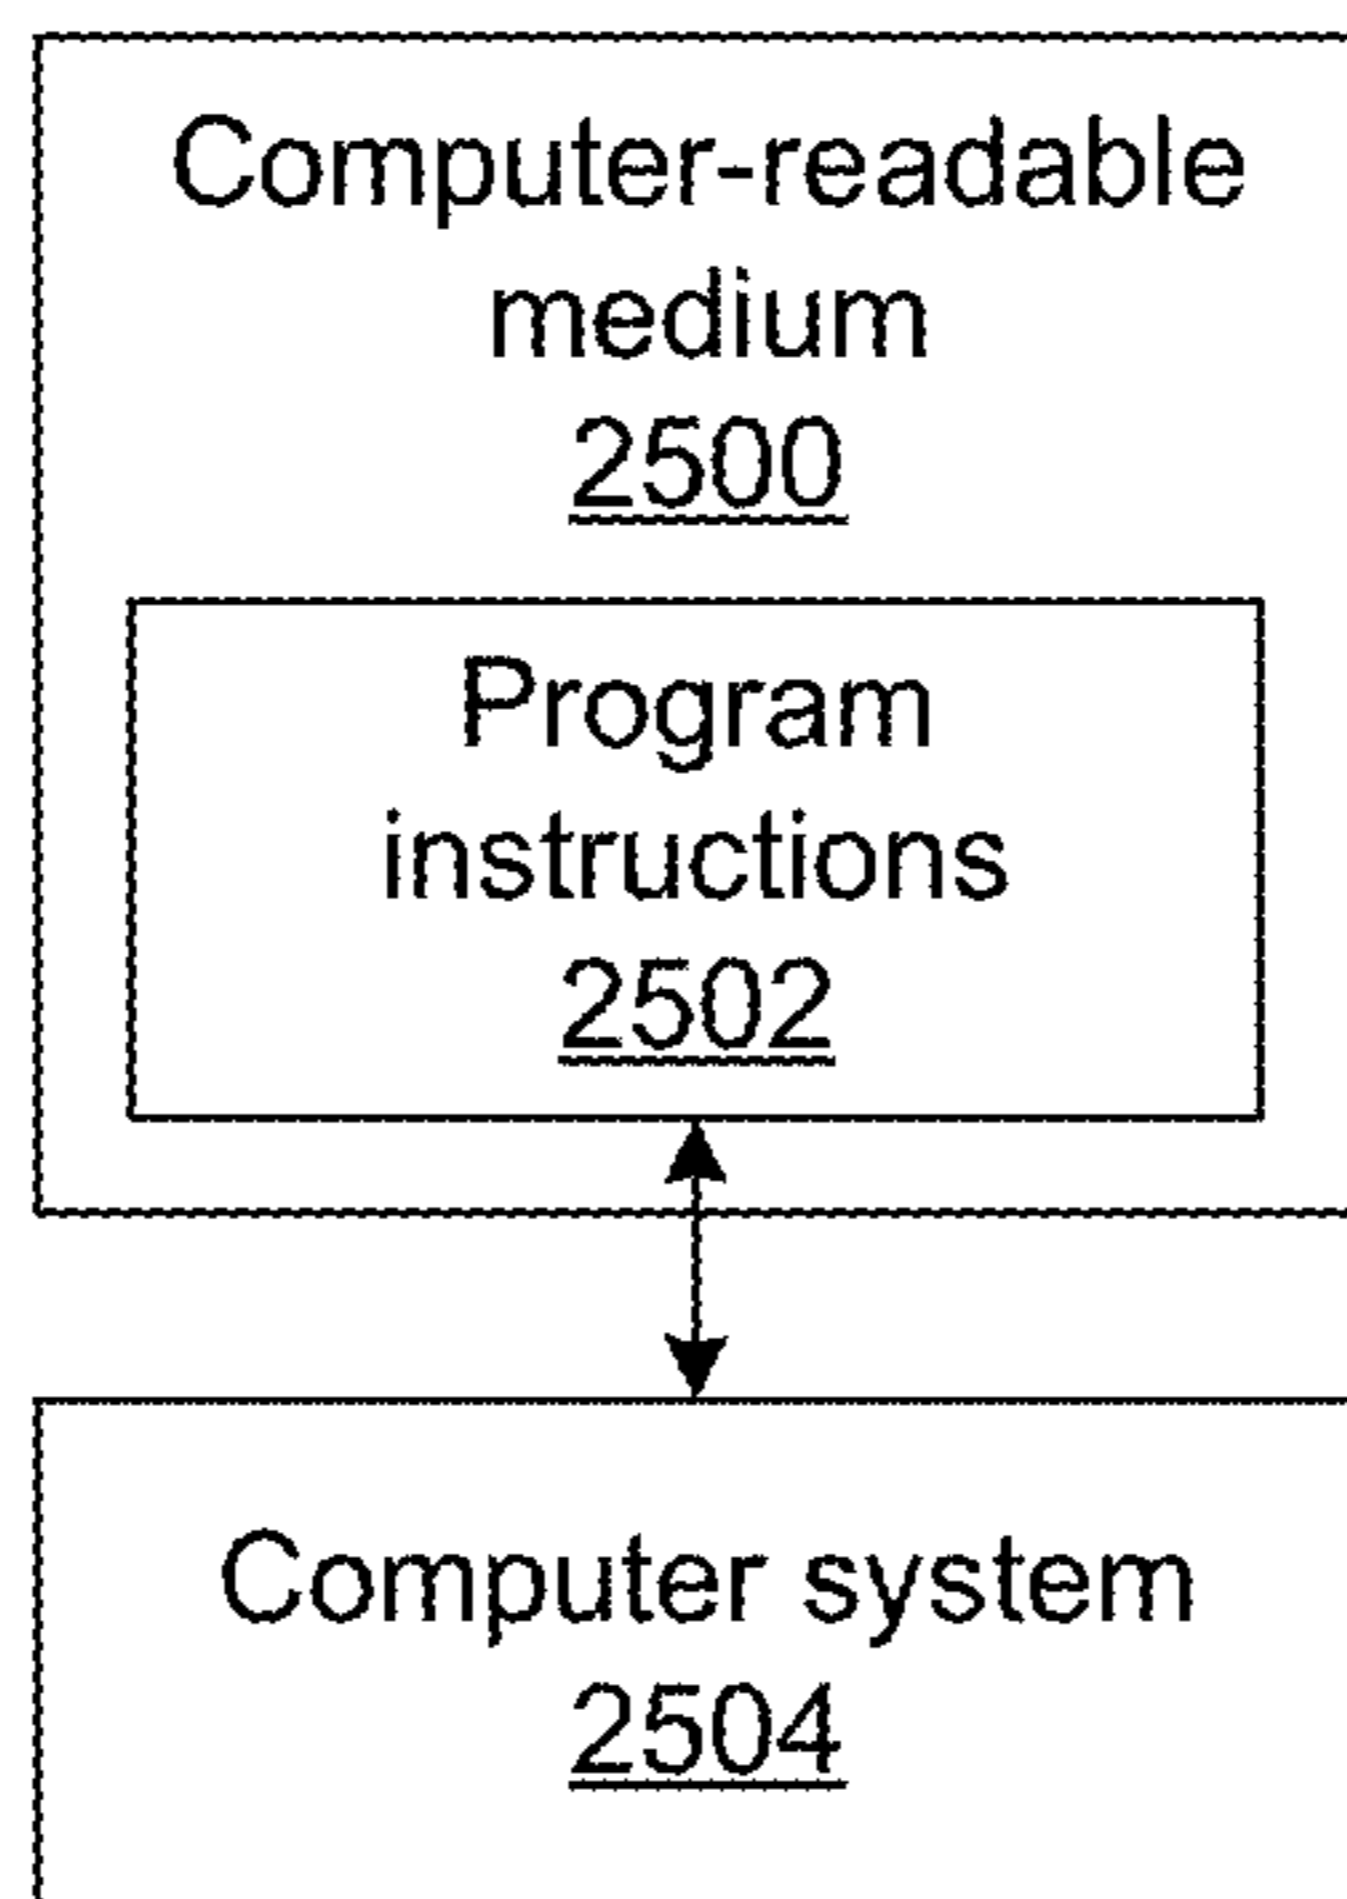 Computer-readable
medium
2500
Program
instructions
2502
Computer system
2504